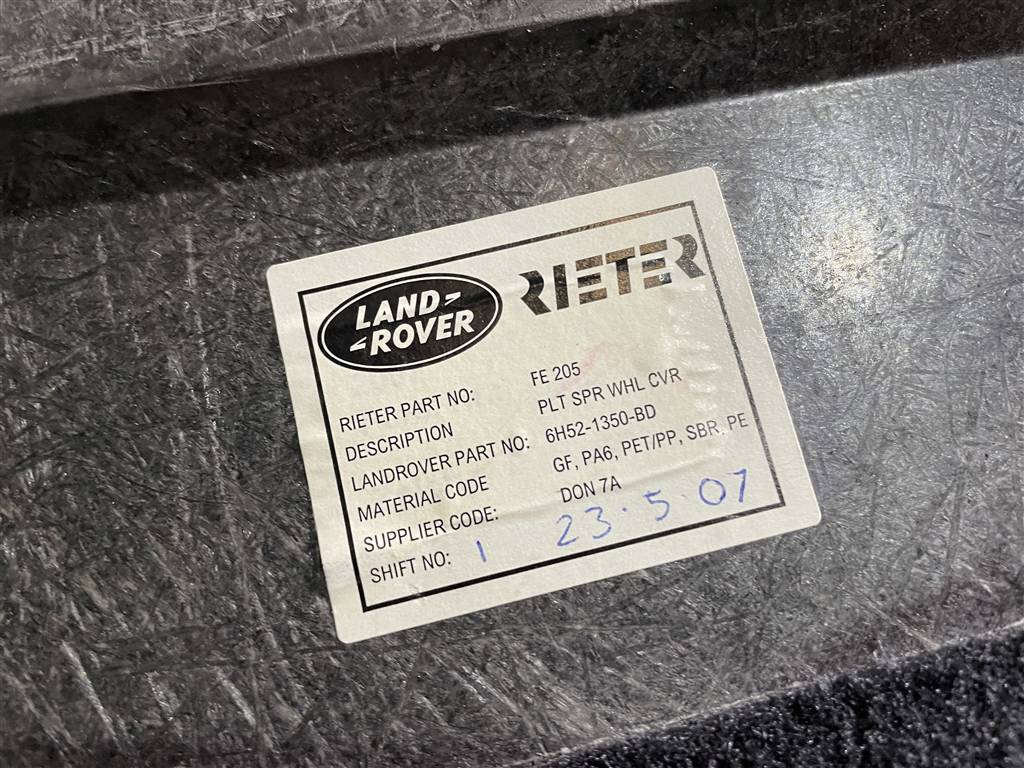 LAND-
-ROVER
RIETER
RIETER PART NO: FE 205
DESCRIPTION PLT SPR WHL CVR
LANDROVER PART NO: 6H52-1350-BD
MATERIAL CODE GF, PA6, PET/PP, SBR, PE
SUPPLIER CODE: DON 7A
SHIFT NO: 1 23.5.07